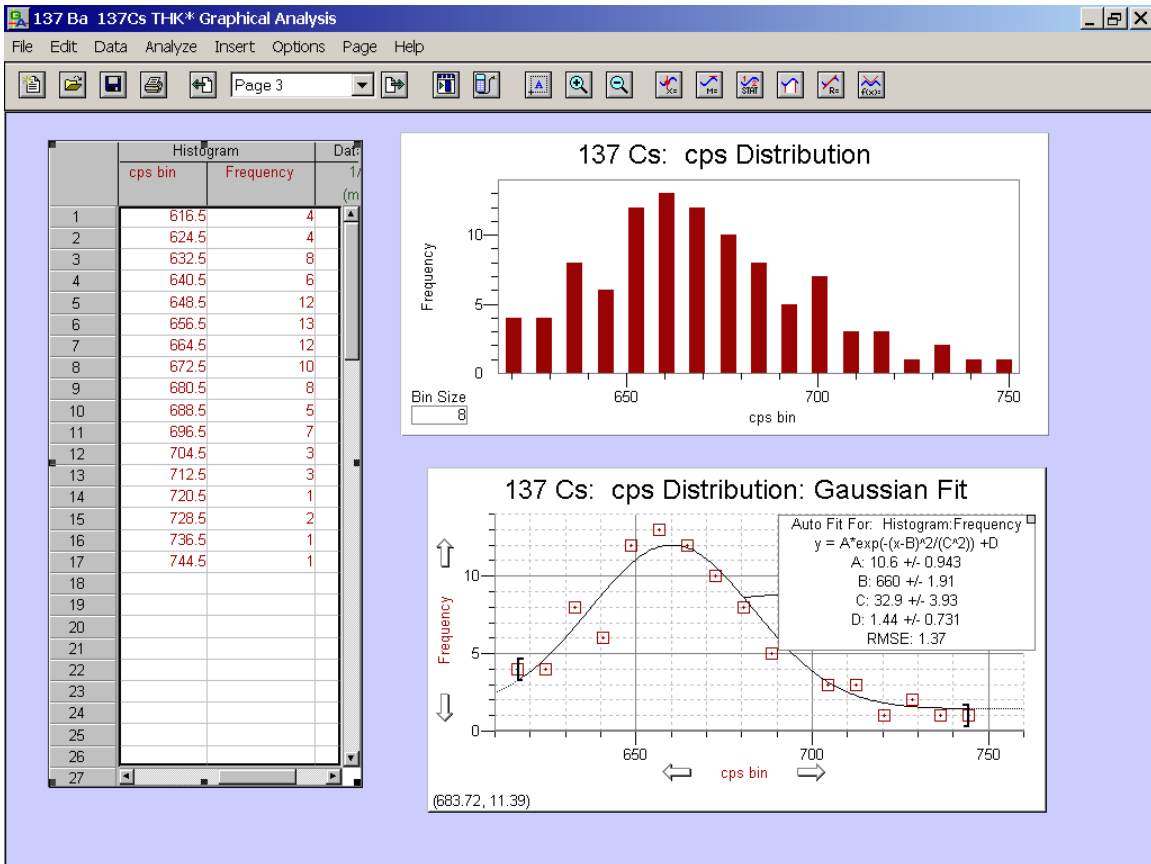 137 Ba 137Cs THK* Graphical Analysis
File Edit Data Analyze Insert Options Page Help
Page 3
X= M= STAT R= f(x)=
Histogram Dat
cps bin Frequency 1/
(m
1 616.5 4
2 624.5 4
3 632.5 8
4 640.5 6
5 648.5 12
6 656.5 13
7 664.5 12
8 672.5 10
9 680.5 8
10 688.5 5
11 696.5 7
12 704.5 3
13 712.5 3
14 720.5 1
15 728.5 2
16 736.5 1
17 744.5 1
18
19
20
21
22
23
24
25
26
27
137 Cs: cps Distribution
Frequency
10
5
0
650 700 750
cps bin
Bin Size
8
137 Cs: cps Distribution: Gaussian Fit
Auto Fit For: Histogram:Frequency
y = A*exp(-(x-B)^2/(C^2)) +D
A: 10.6 +/- 0.943
B: 660 +/- 1.91
C: 32.9 +/- 3.93
D: 1.44 +/- 0.731
RMSE: 1.37
Frequency
10
5
0
650 700 750
cps bin
(683.72, 11.39)